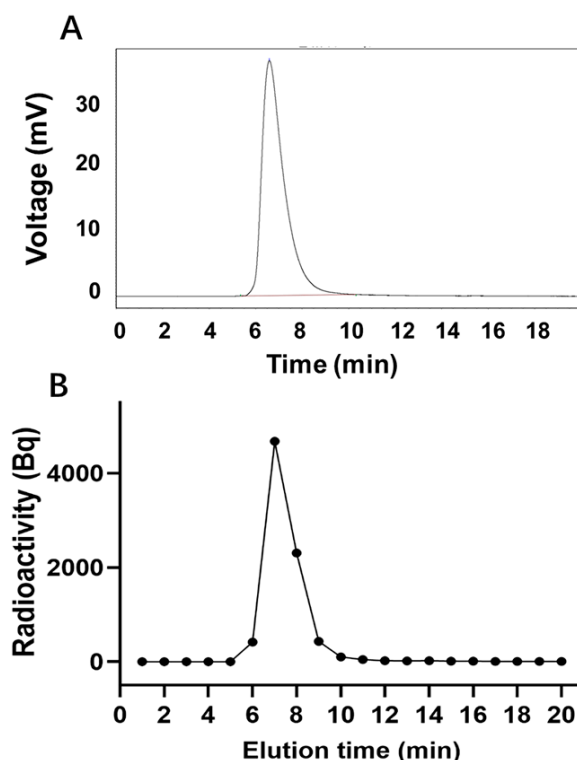 A
Voltage (mV)
30
20
10
0
0 2 4 6 8 10 12 14 16 18
Time (min)
B
Radioactivity (Bq)
4000
2000
0
0 2 4 6 8 10 12 14 16 18 20
Elution time (min)